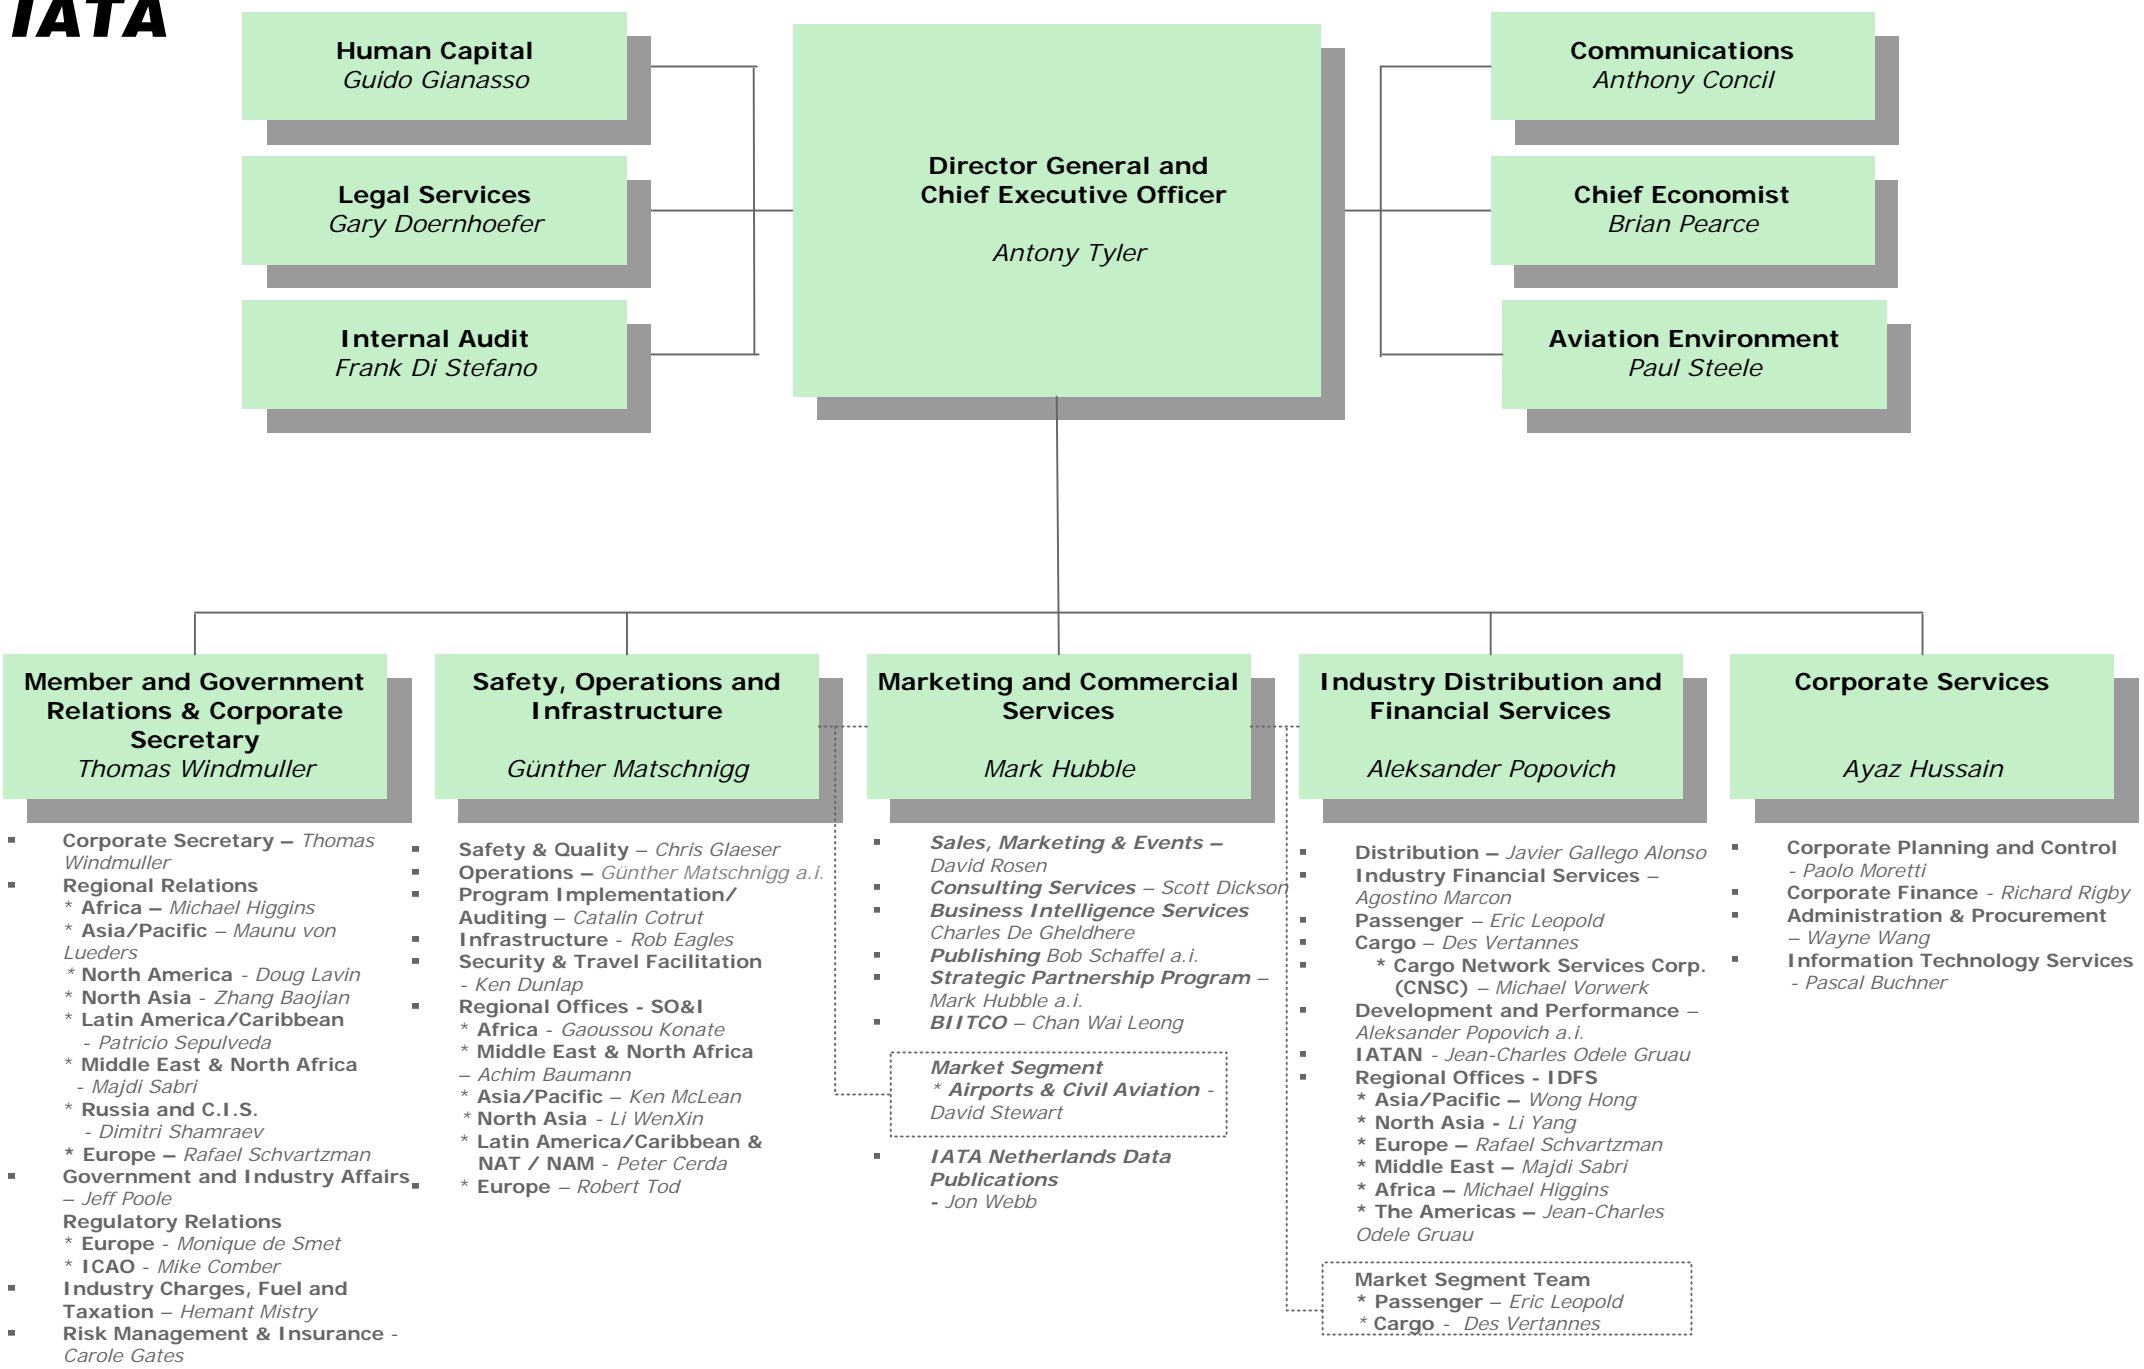 IATA
Human Capital
Guido Gianasso
Legal Services
Gary Doernhoefer
Internal Audit
Frank Di Stefano
Director General and
Chief Executive Officer
Antony Tyler
Communications
Anthony Concil
Chief Economist
Brian Pearce
Aviation Environment
Paul Steele
Member and Government
Relations & Corporate
Secretary
Thomas Windmuller
▪ Corporate Secretary – Thomas
Windmuller
▪ Regional Relations
* Africa – Michael Higgins
* Asia/Pacific – Maunu von
Lueders
* North America - Doug Lavin
* North Asia - Zhang Baojian
* Latin America/Caribbean
- Patricio Sepulveda
* Middle East & North Africa
- Majdi Sabri
* Russia and C.I.S.
- Dimitri Shamraev
* Europe – Rafael Schvartzman
▪ Government and Industry Affairs
– Jeff Poole
Regulatory Relations
* Europe - Monique de Smet
* ICAO - Mike Comber
▪ Industry Charges, Fuel and
Taxation – Hemant Mistry
▪ Risk Management & Insurance -
Carole Gates
Safety, Operations and
Infrastructure
Günther Matschnigg
▪ Safety & Quality – Chris Glaeser
▪ Operations – Günther Matschnigg a.i.
▪ Program Implementation/
Auditing – Catalin Cotrut
▪ Infrastructure - Rob Eagles
▪ Security & Travel Facilitation
- Ken Dunlap
▪ Regional Offices - SO&I
* Africa - Gaoussou Konate
* Middle East & North Africa
– Achim Baumann
* Asia/Pacific – Ken McLean
* North Asia - Li WenXin
* Latin America/Caribbean &
NAT / NAM - Peter Cerda
▪ * Europe – Robert Tod
Marketing and Commercial
Services
Mark Hubble
▪ Sales, Marketing & Events –
David Rosen
▪ Consulting Services – Scott Dickson
▪ Business Intelligence Services
Charles De Gheldhere
▪ Publishing Bob Schaffel a.i.
▪ Strategic Partnership Program –
Mark Hubble a.i.
▪ BIITCO – Chan Wai Leong
Market Segment
* Airports & Civil Aviation -
David Stewart
▪ IATA Netherlands Data
Publications
- Jon Webb
Industry Distribution and
Financial Services
Aleksander Popovich
▪ Distribution – Javier Gallego Alonso
▪ Industry Financial Services –
Agostino Marcon
▪ Passenger – Eric Leopold
▪ Cargo – Des Vertannes
▪ * Cargo Network Services Corp.
(CNSC) – Michael Vorwerk
▪ Development and Performance –
Aleksander Popovich a.i.
▪ IATAN - Jean-Charles Odele Gruau
▪ Regional Offices - IDFS
* Asia/Pacific – Wong Hong
* North Asia - Li Yang
* Europe – Rafael Schvartzman
* Middle East – Majdi Sabri
* Africa – Michael Higgins
* The Americas – Jean-Charles
Odele Gruau
Market Segment Team
* Passenger – Eric Leopold
* Cargo - Des Vertannes
Corporate Services
Ayaz Hussain
▪ Corporate Planning and Control
- Paolo Moretti
▪ Corporate Finance - Richard Rigby
▪ Administration & Procurement
– Wayne Wang
▪ Information Technology Services
- Pascal Buchner